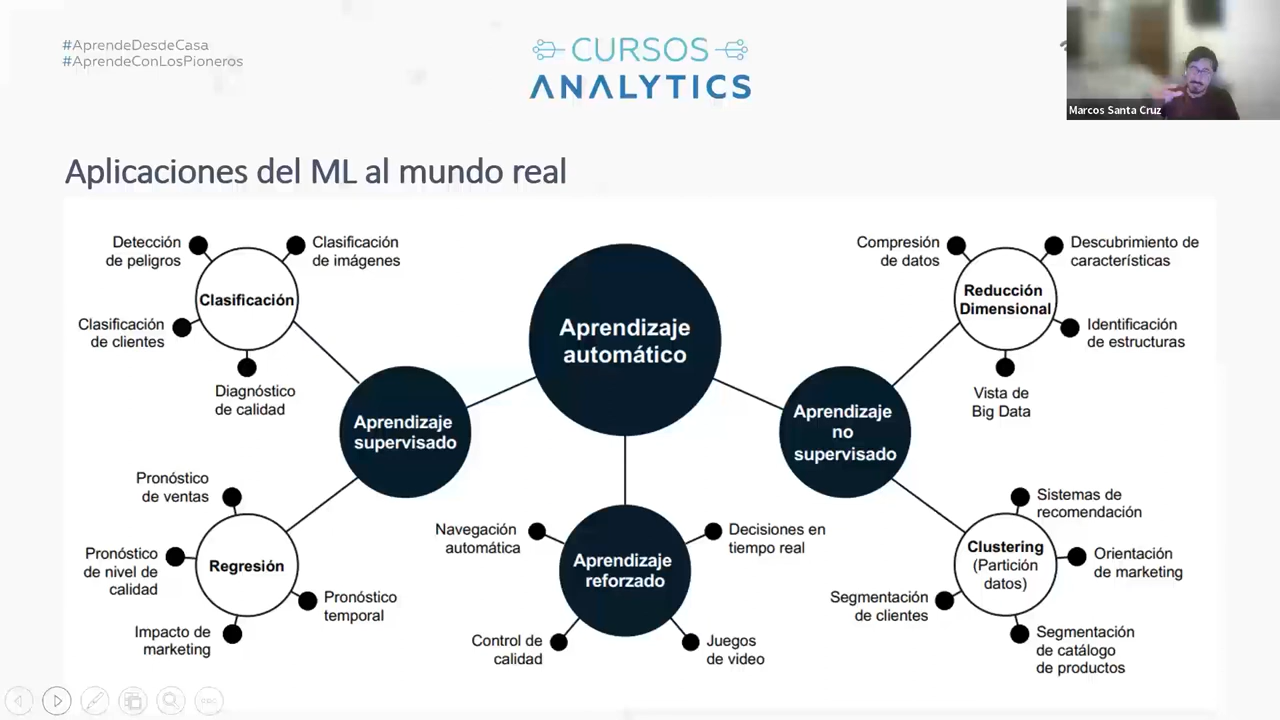 #AprendeDesdeCasa
#AprendeConLosPioneros
CURSOS
ANALYTICS
Marcos Santa Cruz
Aplicaciones del ML al mundo real
Detección
de peligros
Clasificación
de imágenes
Clasificación
Clasificación
de clientes
Diagnóstico
de calidad
Aprendizaje
automático
Compresión
de datos
Descubrimiento de
características
Reducción
Dimensional
Identificación
de estructuras
Vista de
Big Data
Aprendizaje
supervisado
Aprendizaje
no
supervisado
Pronóstico
de ventas
Pronóstico
de nivel de
calidad
Regresión
Pronóstico
temporal
Impacto de
marketing
Navegación
automática
Decisiones en
tiempo real
Aprendizaje
reforzado
Control de
calidad
Juegos
de video
Sistemas de
recomendación
Clustering
(Partición
datos)
Orientación
de marketing
Segmentación
de clientes
Segmentación
de catálogo
de productos